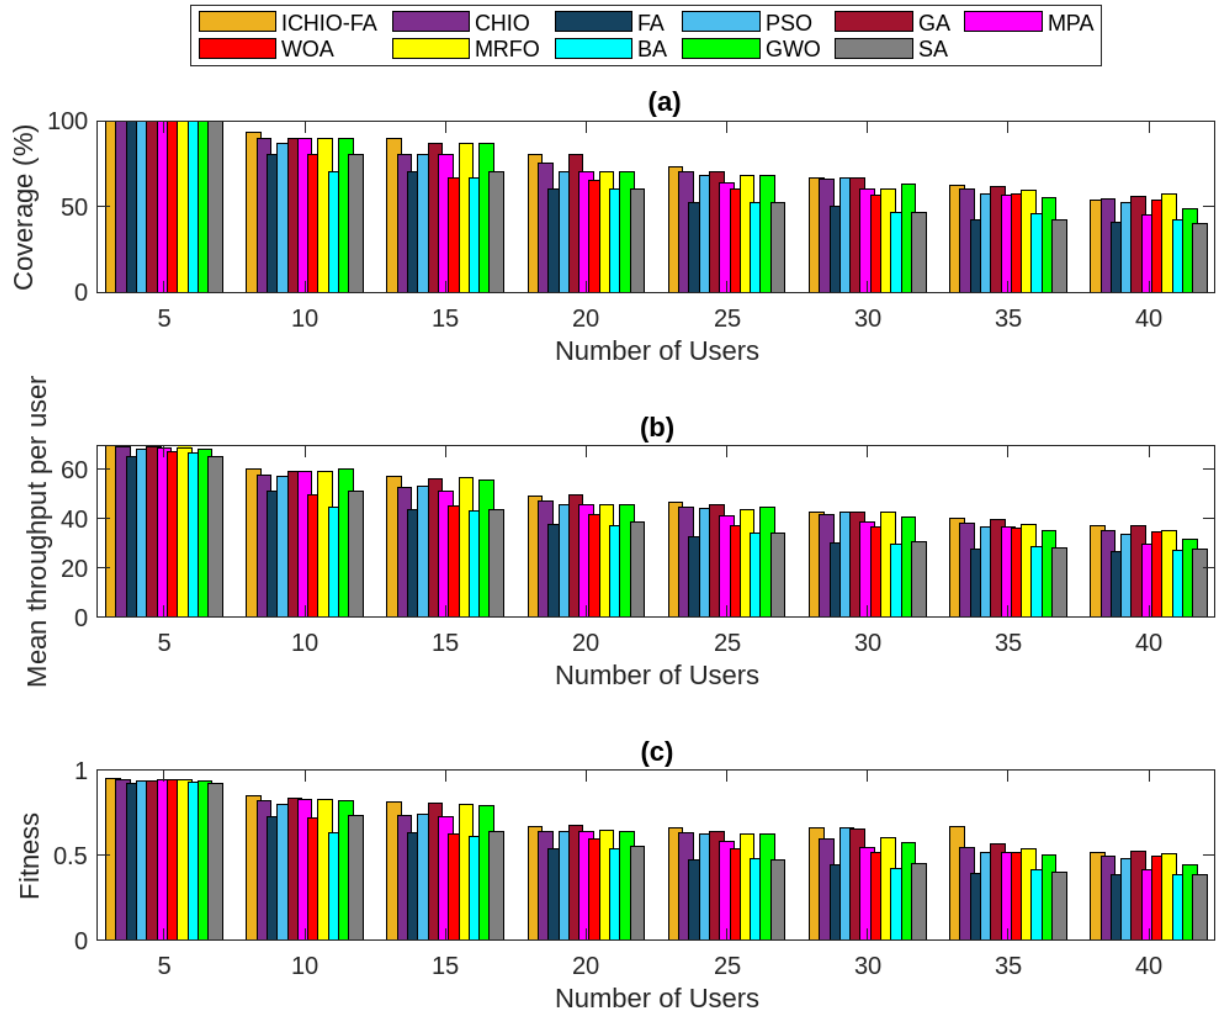 ICHIO-FA CHIO FA PSO GA MPA
WOA MRFO BA GWO SA
(a)
Coverage (%)
100
50
0
5 10 15 20 25 30 35 40
Number of Users
(b)
Mean throughput per user
60
40
20
0
5 10 15 20 25 30 35 40
Number of Users
(c)
Fitness
1
0.5
0
5 10 15 20 25 30 35 40
Number of Users